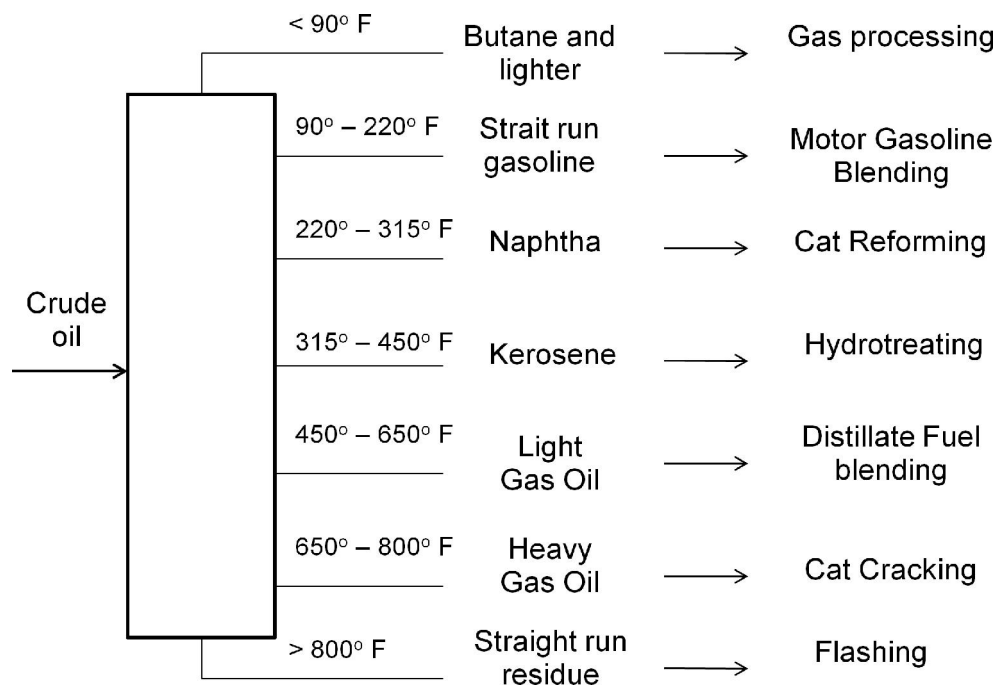 < 90° F
Butane and
lighter
Gas processing
90° – 220° F
Strait run
gasoline
Motor Gasoline
Blending
220° – 315° F
Naphtha
Cat Reforming
Crude
oil
315° – 450° F
Kerosene
Hydrotreating
450° – 650° F
Light
Gas Oil
Distillate Fuel
blending
650° – 800° F
Heavy
Gas Oil
Cat Cracking
> 800° F
Straight run
residue
Flashing